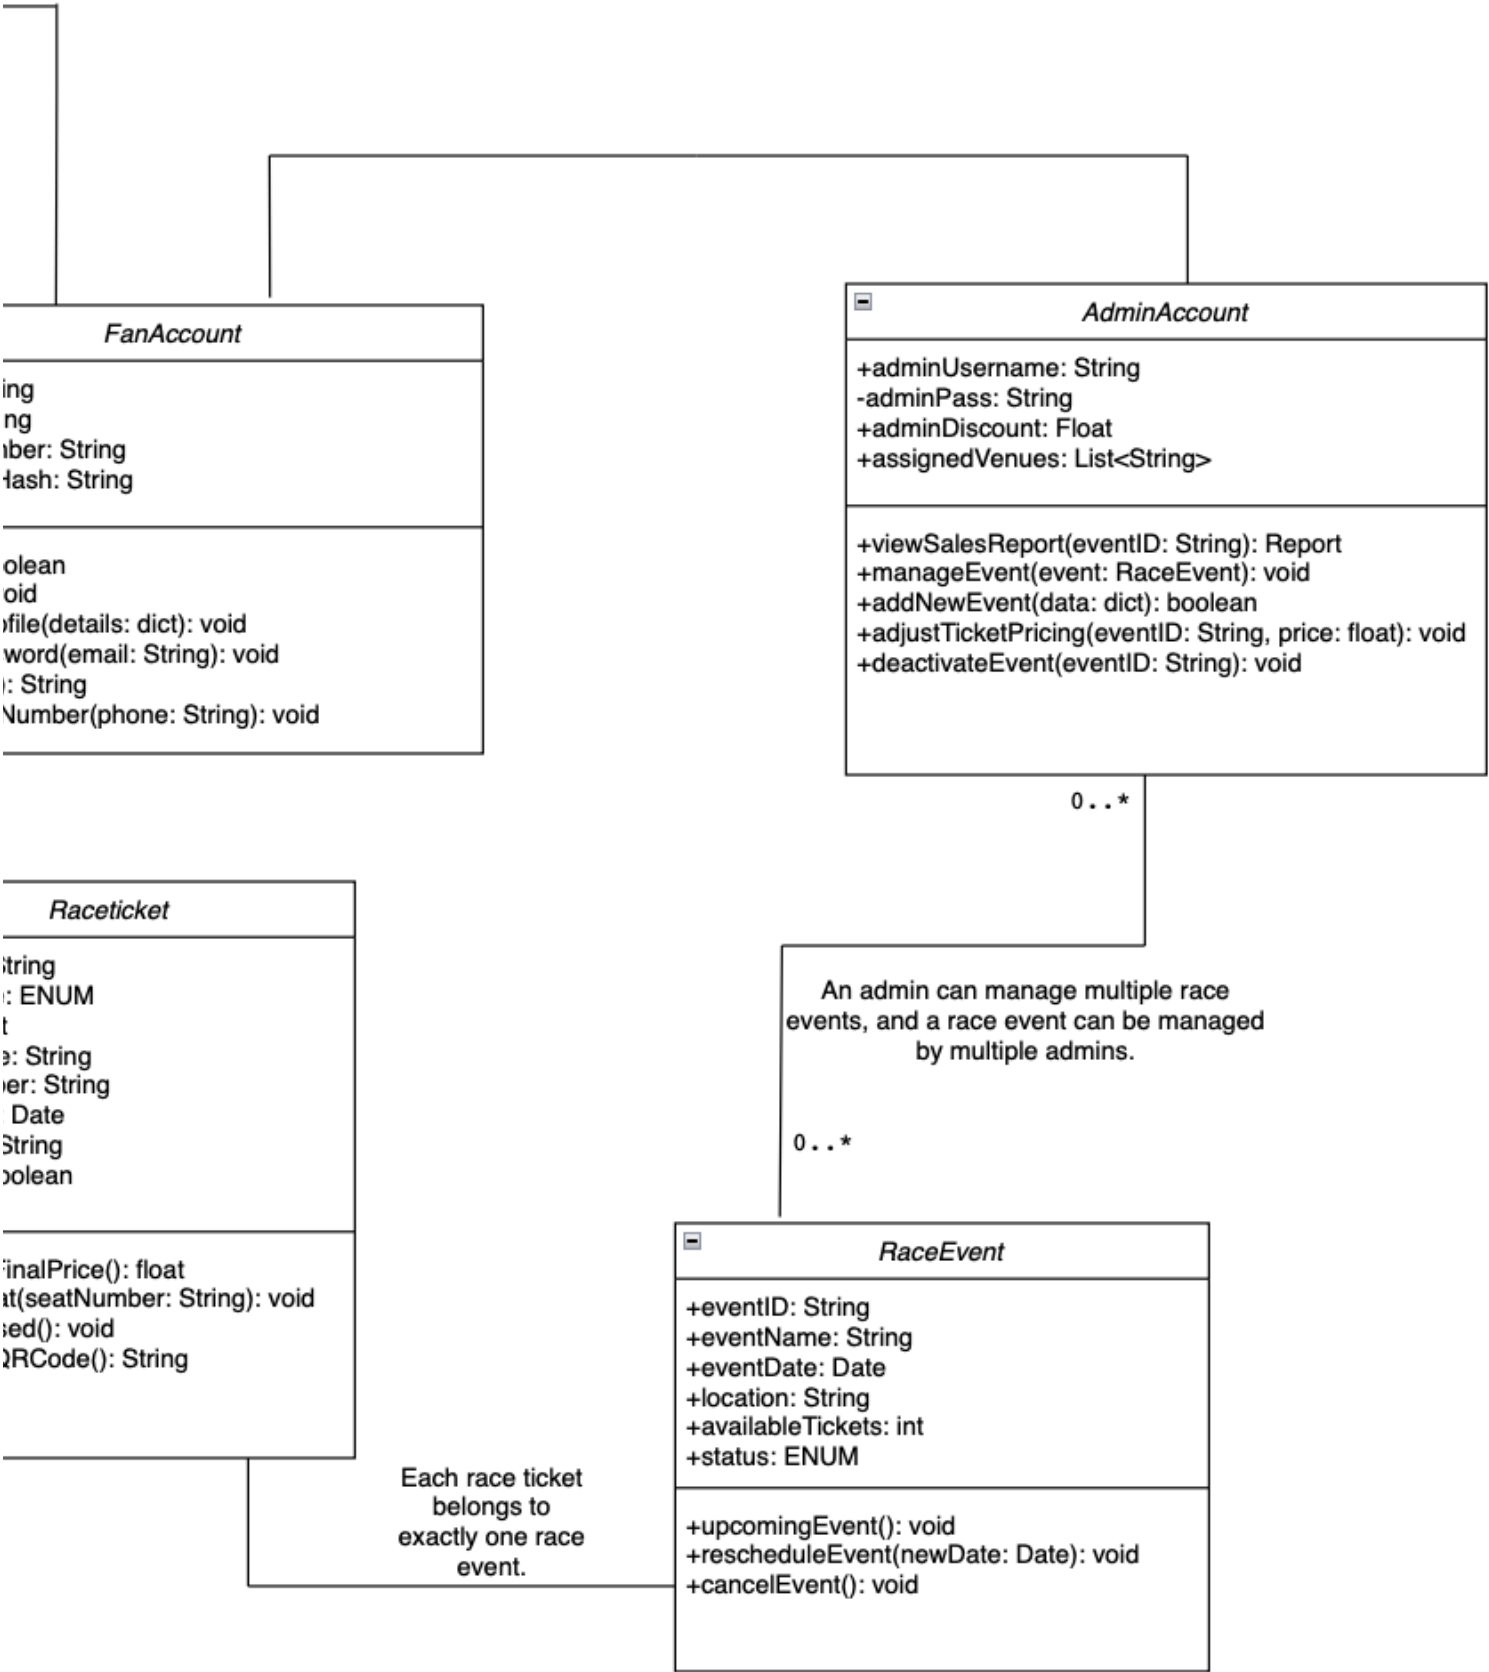 FanAccount
ing
ng
nber: String
Hash: String
olean
oid
ofile(details: dict): void
word(email: String): void
): String
Number(phone: String): void
AdminAccount
+adminUsername: String
-adminPass: String
+adminDiscount: Float
+assignedVenues: List<String>
+viewSalesReport(eventID: String): Report
+manageEvent(event: RaceEvent): void
+addNewEvent(data: dict): boolean
+adjustTicketPricing(eventID: String, price: float): void
+deactivateEvent(eventID: String): void
0..*
An admin can manage multiple race
events, and a race event can be managed
by multiple admins.
0..*
Raceticket
String
: ENUM
t
e: String
er: String
: Date
String
oolean
FinalPrice(): float
at(seatNumber: String): void
sed(): void
QRCode(): String
Each race ticket
belongs to
exactly one race
event.
RaceEvent
+eventID: String
+eventName: String
+eventDate: Date
+location: String
+availableTickets: int
+status: ENUM
+upcomingEvent(): void
+rescheduleEvent(newDate: Date): void
+cancelEvent(): void